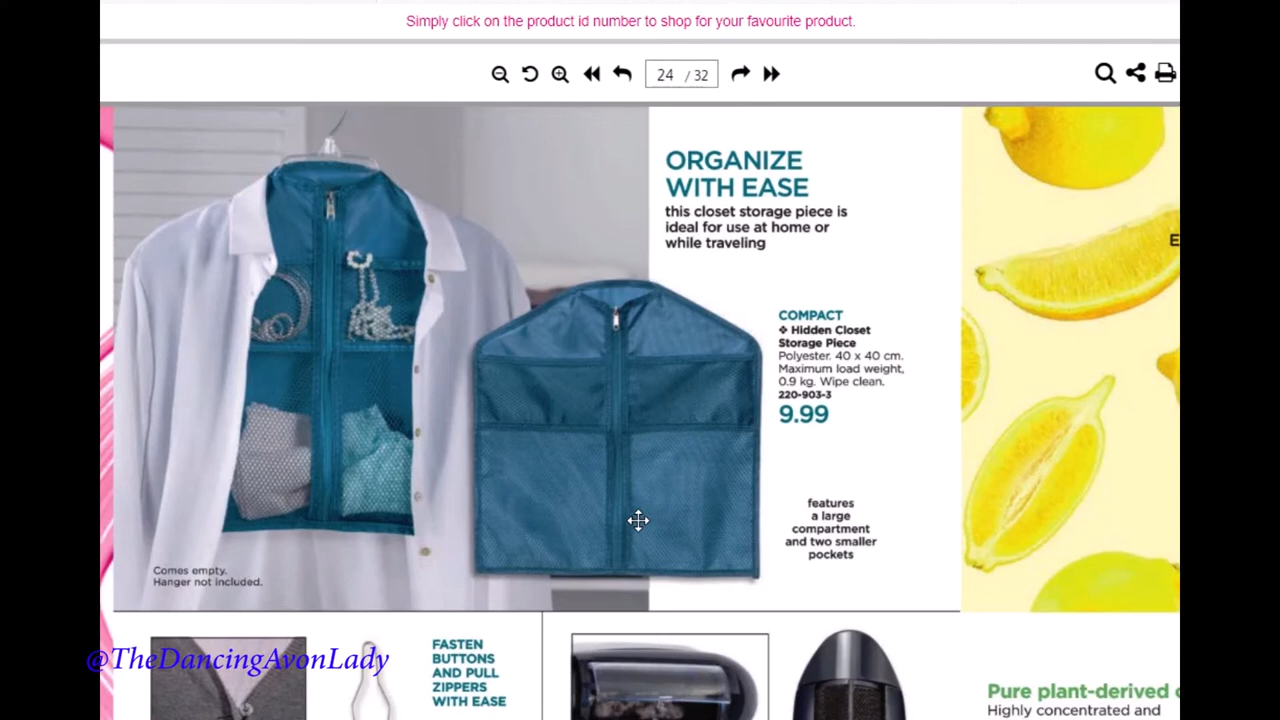 Simply click on the product id number to shop for your favourite product.
24 / 32
ORGANIZE
WITH EASE
this closet storage piece is
ideal for use at home or
while traveling
COMPACT
❖ Hidden Closet
Storage Piece
Polyester. 40 x 40 cm.
Maximum load weight,
0.9 kg. Wipe clean.
220-903-3
9.99
features
a large
compartment
and two smaller
pockets
Comes empty.
Hanger not included.
@TheDancingAvonLady
FASTEN
BUTTONS
AND PULL
ZIPPERS
WITH EASE
Pure plant-derived
Highly concentrated and